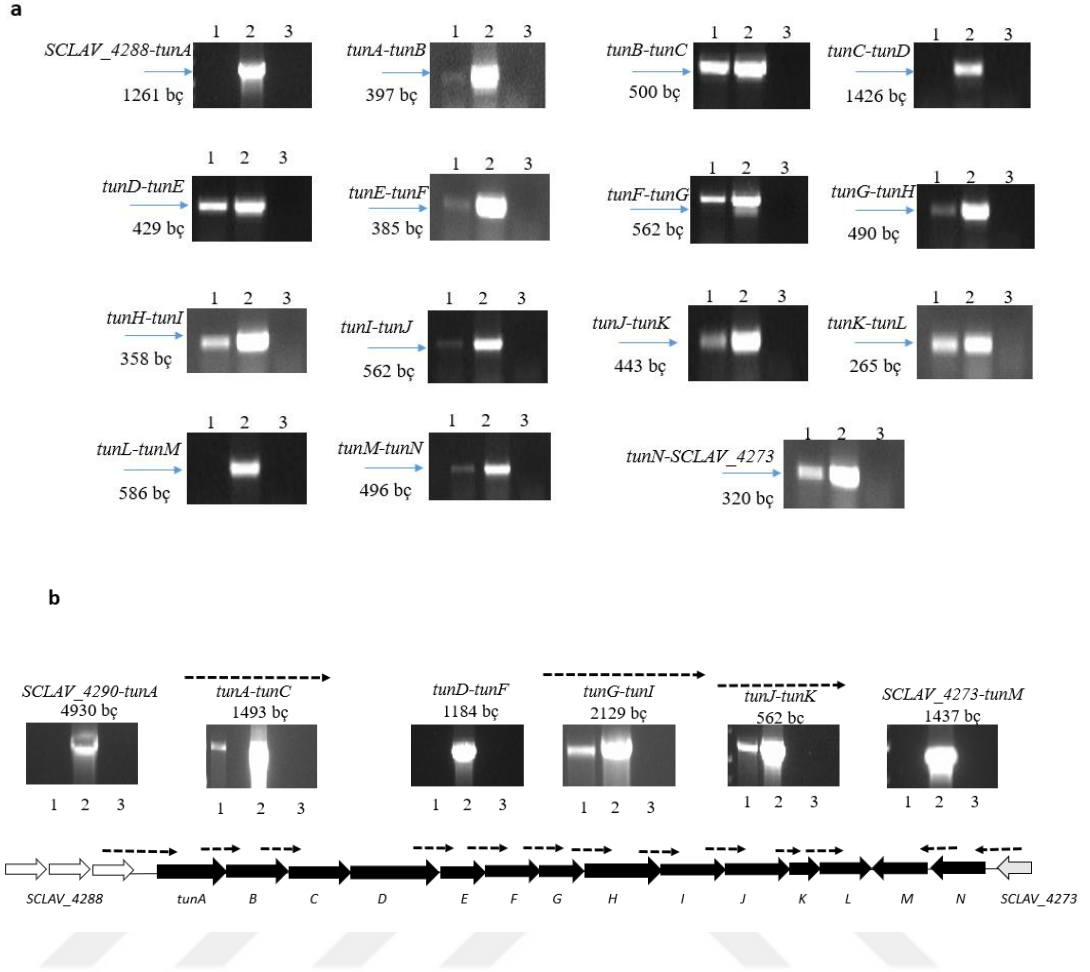 a
1 2 3
SCLAV_4288-tunA
1261 bç
1 2 3
tunA-tunB
397 bç
1 2 3
tunB-tunC
500 bç
1 2 3
tunC-tunD
1426 bç
1 2 3
tunD-tunE
429 bç
1 2 3
tunE-tunF
385 bç
1 2 3
tunF-tunG
562 bç
1 2 3
tunG-tunH
490 bç
1 2 3
tunH-tunI
358 bç
1 2 3
tunI-tunJ
562 bç
1 2 3
tunJ-tunK
443 bç
1 2 3
tunK-tunL
265 bç
1 2 3
tunL-tunM
586 bç
1 2 3
tunM-tunN
496 bç
1 2 3
tunN-SCLAV_4273
320 bç
b
SCLAV_4290-tunA
4930 bç
1 2 3
tunA-tunC
1493 bç
1 2 3
tunD-tunF
1184 bç
1 2 3
tunG-tunI
2129 bç
1 2 3
tunJ-tunK
562 bç
1 2 3
SCLAV_4273-tunM
1437 bç
1 2 3
SCLAV_4288 tunA B C D E F G H I J K L M N SCLAV_4273